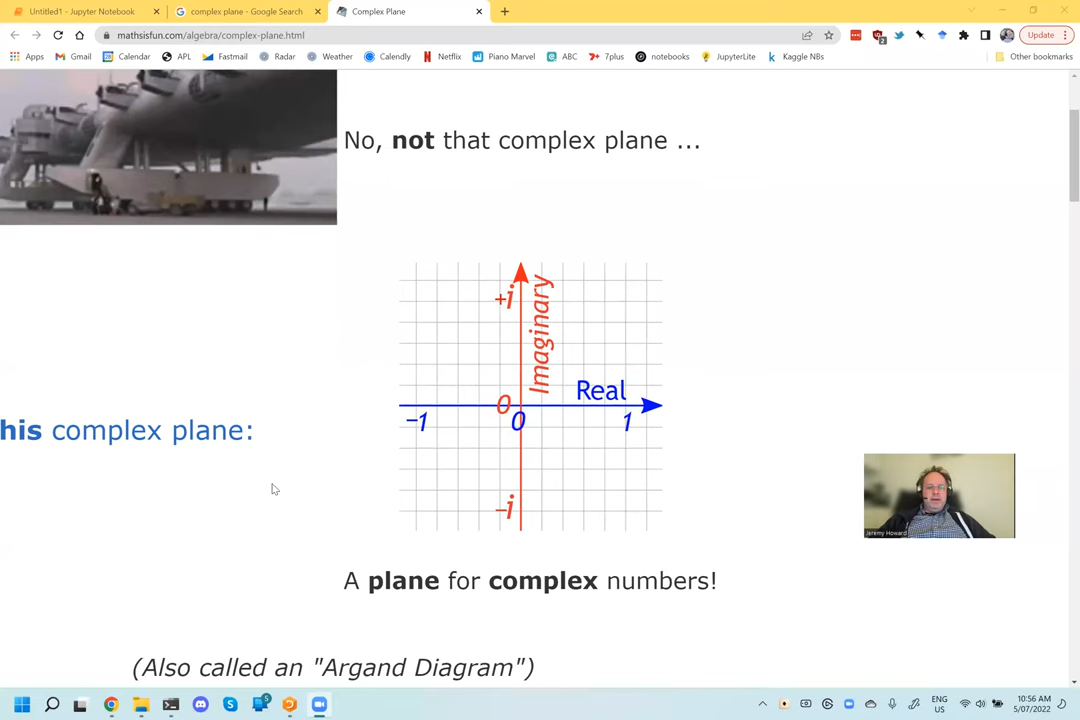 Untitled1 - Jupyter Notebook
complex plane - Google Search
Complex Plane
mathsisfun.com/algebra/complex-plane.html
Update
Apps
Gmail
Calendar
APL
Fastmail
Radar
Weather
Calendly
Netflix
Piano Marvel
ABC
7plus
notebooks
JupyterLite
Kaggle NBs
Other bookmarks
No, not that complex plane ...
+i
Imaginary
Real
0
-1
0
1
his complex plane:
-i
Jeremy Howard
A plane for complex numbers!
(Also called an "Argand Diagram")
ENG
US
10:56 AM
5/07/2022